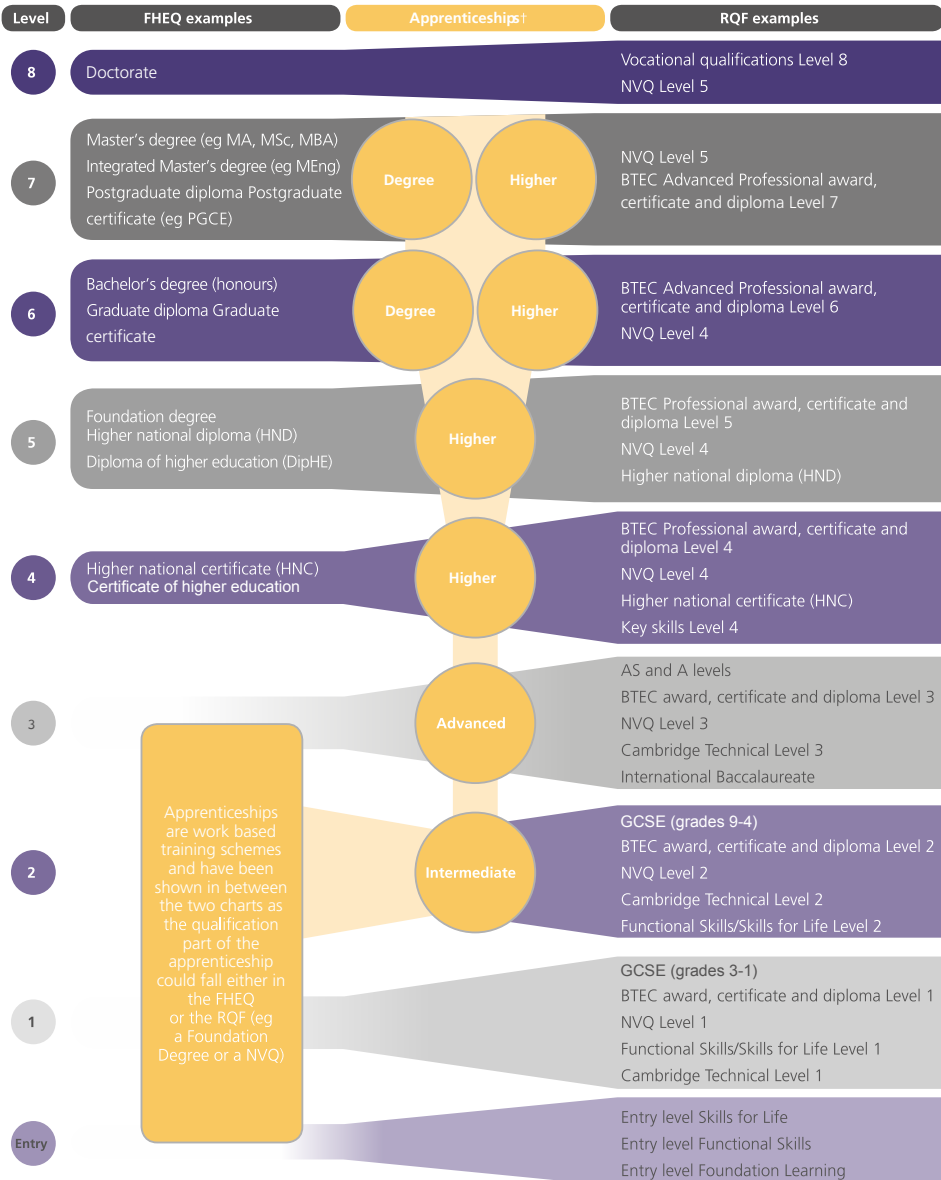 Level
FHEQ examples
Apprenticeships†
RQF examples
8
Doctorate
Vocational qualifications Level 8
NVQ Level 5
7
Master's degree (eg MA, MSc, MBA)
Integrated Master's degree (eg MEng)
Postgraduate diploma Postgraduate
certificate (eg PGCE)
Degree
Higher
NVQ Level 5
BTEC Advanced Professional award,
certificate and diploma Level 7
6
Bachelor's degree (honours)
Graduate diploma Graduate
certificate
Degree
Higher
BTEC Advanced Professional award,
certificate and diploma Level 6
NVQ Level 4
5
Foundation degree
Higher national diploma (HND)
Diploma of higher education (DipHE)
Higher
BTEC Professional award, certificate and
diploma Level 5
NVQ Level 4
Higher national diploma (HND)
4
Higher national certificate (HNC)
Certificate of higher education
Higher
BTEC Professional award, certificate and
diploma Level 4
NVQ Level 4
Higher national certificate (HNC)
Key skills Level 4
3
Advanced
AS and A levels
BTEC award, certificate and diploma Level 3
NVQ Level 3
Cambridge Technical Level 3
International Baccalaureate
Apprenticeships
are work based
training schemes
and have been
shown in between
the two charts as
the qualification
part of the
apprenticeship
could fall either in
the FHEQ
or the RQF (eg
a Foundation
Degree or a NVQ)
2
Intermediate
GCSE (grades 9-4)
BTEC award, certificate and diploma Level 2
NVQ Level 2
Cambridge Technical Level 2
Functional Skills/Skills for Life Level 2
1
GCSE (grades 3-1)
BTEC award, certificate and diploma Level 1
NVQ Level 1
Functional Skills/Skills for Life Level 1
Cambridge Technical Level 1
Entry
Entry level Skills for Life
Entry level Functional Skills
Entry level Foundation Learning